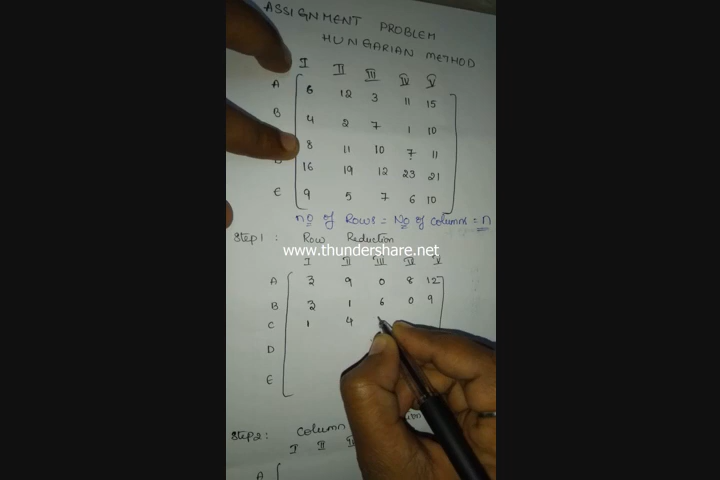 ASSIGNMENT PROBLEM
HUNGARIAN METHOD
I II III IV V
A 6 12 3 11 15
B 4 2 7 1 10
8 11 10 7 11
16 19 12 23 21
E 9 5 7 6 10
no of Rows = No of columns = n
Step 1 : Row Reduction
www.thundershare.net
I II III IV V
A 3 9 0 8 12
B 3 1 6 0 9
C 1 4
D
E
Step 2 : Column
I II
A